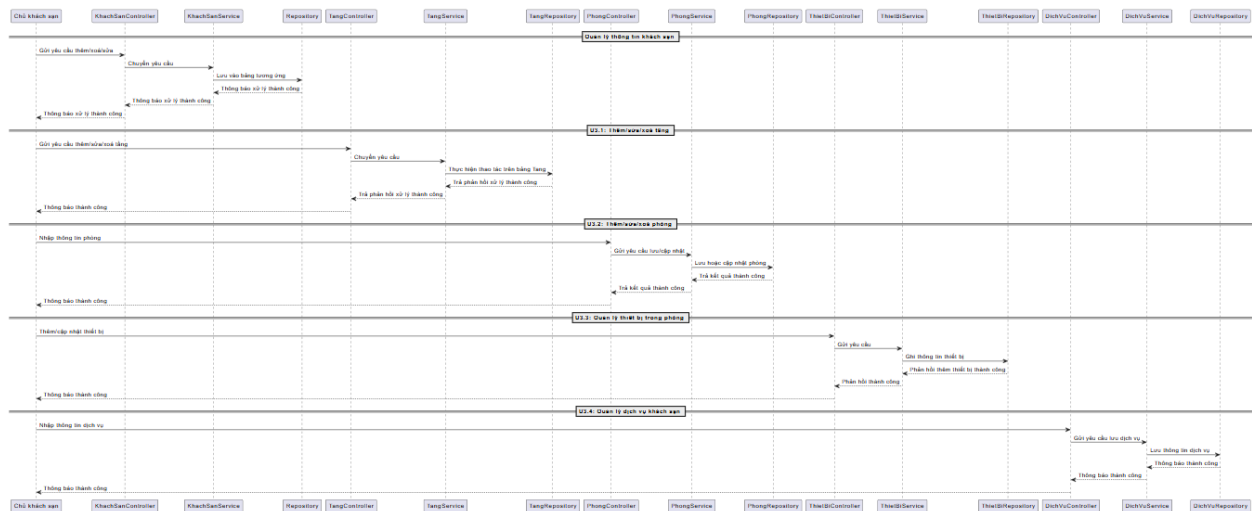 Chủ khách sạn KhachSanController KhachSanService Repository TangController TangService TangRepository PhongController PhongService PhongRepository ThietBiController ThietBiService ThietBiRepository DichVuController DichVuService DichVuRepository
Quản lý thông tin khách sạn
Gửi yêu cầu thêm/xoá/sửa
Chuyển yêu cầu
Lưu vào bảng tương ứng
Thông báo xử lý thành công
Thông báo xử lý thành công
Thông báo xử lý thành công
U3.1: Thêm/sửa/xoá tầng
Gửi yêu cầu thêm/sửa/xoá tầng
Chuyển yêu cầu
Thực hiện thao tác trên bảng Tang
Trả phản hồi xử lý thành công
Trả phản hồi xử lý thành công
Thông báo thành công
U3.2: Thêm/sửa/xoá phòng
Nhập thông tin phòng
Gửi yêu cầu lưu/cập nhật
Lưu hoặc cập nhật phòng
Trả kết quả thành công
Trả kết quả thành công
Thông báo thành công
U3.3: Quản lý thiết bị trong phòng
Thêm/cập nhật thiết bị
Gửi yêu cầu
Ghi thông tin thiết bị
Phản hồi thêm thiết bị thành công
Phản hồi thành công
Thông báo thành công
U3.4: Quản lý dịch vụ khách sạn
Nhập thông tin dịch vụ
Gửi yêu cầu lưu dịch vụ
Lưu thông tin dịch vụ
Thông báo thành công
Thông báo thành công
Thông báo thành công
Chủ khách sạn KhachSanController KhachSanService Repository TangController TangService TangRepository PhongController PhongService PhongRepository ThietBiController ThietBiService ThietBiRepository DichVuController DichVuService DichVuRepository